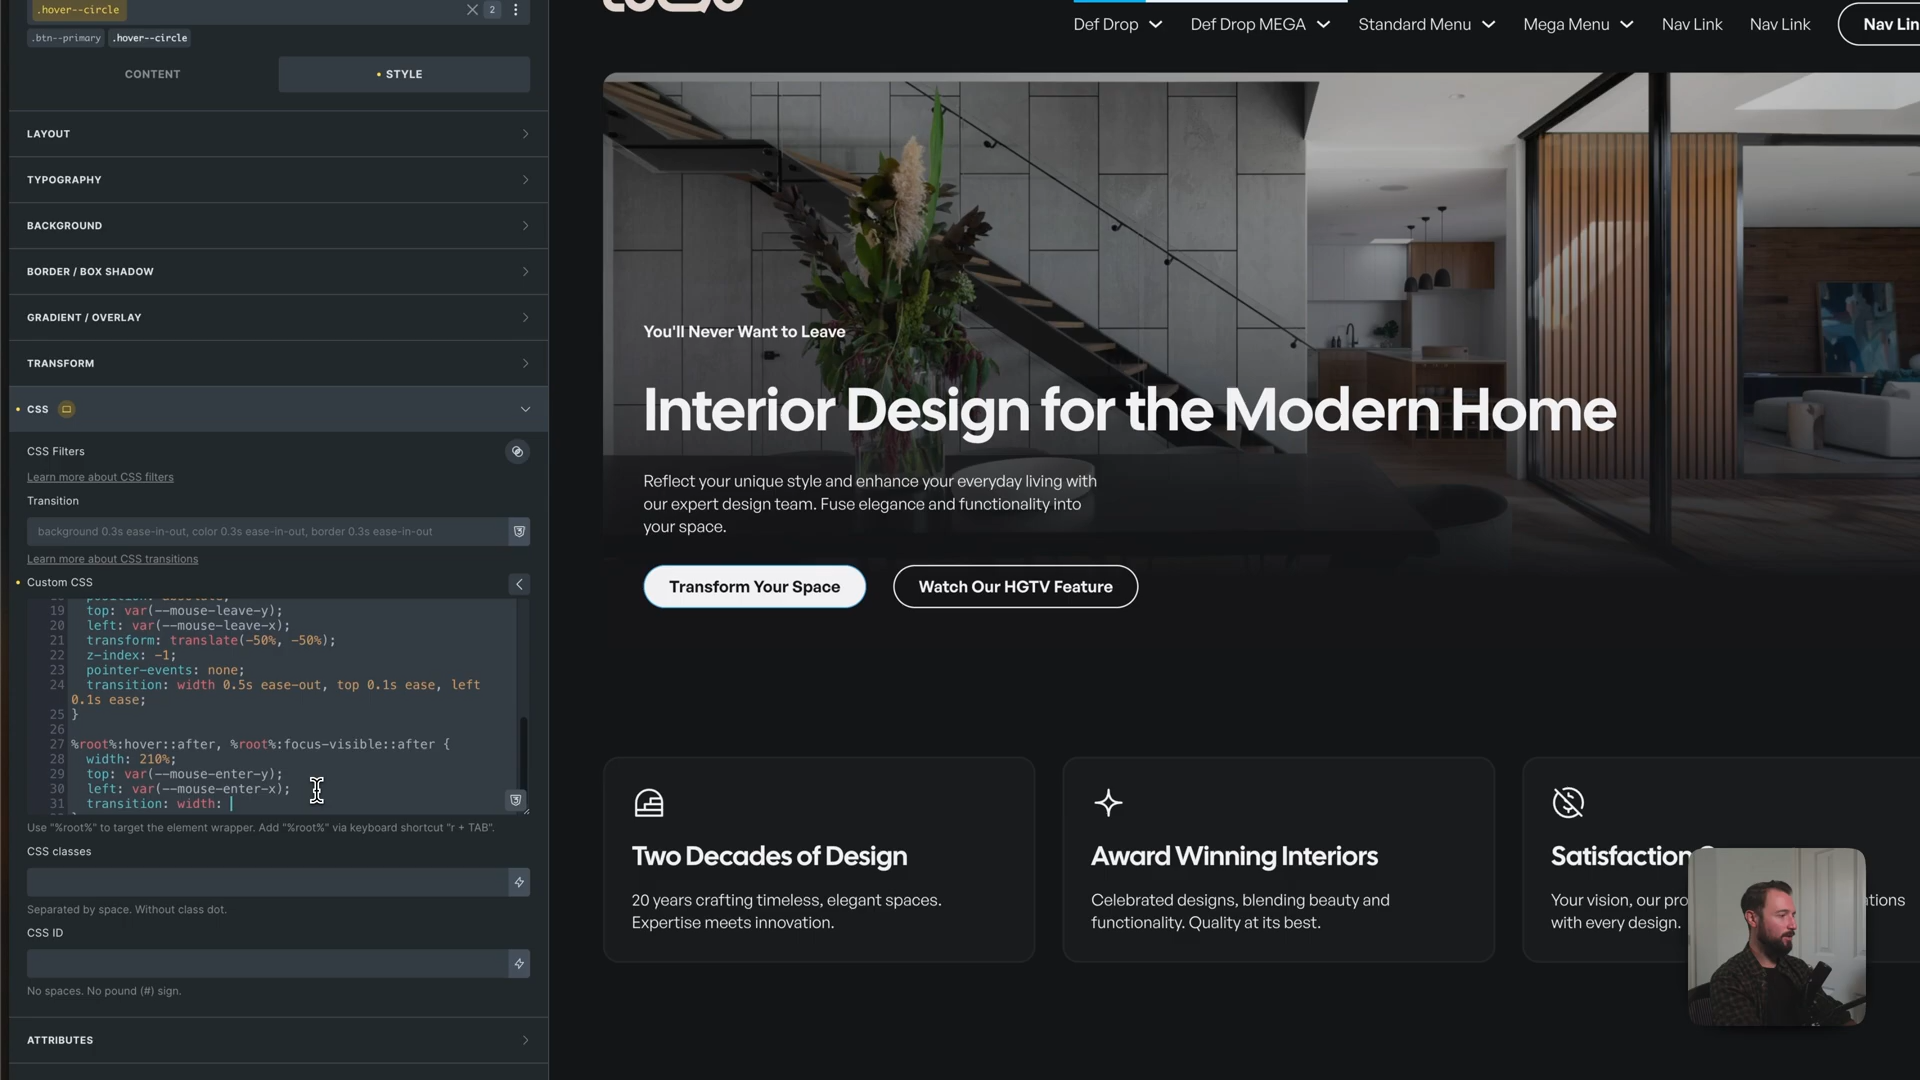 .hover--circle
2
.btn--primary .hover--circle
CONTENT
STYLE
LAYOUT
TYPOGRAPHY
BACKGROUND
BORDER / BOX SHADOW
GRADIENT / OVERLAY
TRANSFORM
CSS
CSS Filters
Learn more about CSS filters
Transition
background 0.3s ease-in-out, color 0.3s ease-in-out, border 0.3s ease-in-out
Learn more about CSS transitions
Custom CSS
19 top: var(--mouse-leave-y);
20 left: var(--mouse-leave-x);
21 transform: translate(-50%, -50%);
22 z-index: -1;
23 pointer-events: none;
24 transition: width 0.5s ease-out, top 0.1s ease, left
0.1s ease;
25 }
26
27 %root%:hover::after, %root%:focus-visible::after {
28 width: 210%;
29 top: var(--mouse-enter-y);
30 left: var(--mouse-enter-x);
31 transition: width:
Use "%root%" to target the element wrapper. Add "%root%" via keyboard shortcut "r + TAB".
CSS classes
Separated by space. Without class dot.
CSS ID
No spaces. No pound (#) sign.
ATTRIBUTES
Def Drop
Def Drop MEGA
Standard Menu
Mega Menu
Nav Link
Nav Link
Nav Lin
You'll Never Want to Leave
Interior Design for the Modern Home
Reflect your unique style and enhance your everyday living with
our expert design team. Fuse elegance and functionality into
your space.
Transform Your Space
Watch Our HGTV Feature
Two Decades of Design
20 years crafting timeless, elegant spaces.
Expertise meets innovation.
Award Winning Interiors
Celebrated designs, blending beauty and
functionality. Quality at its best.
Satisfaction
Your vision, our pro
with every design.